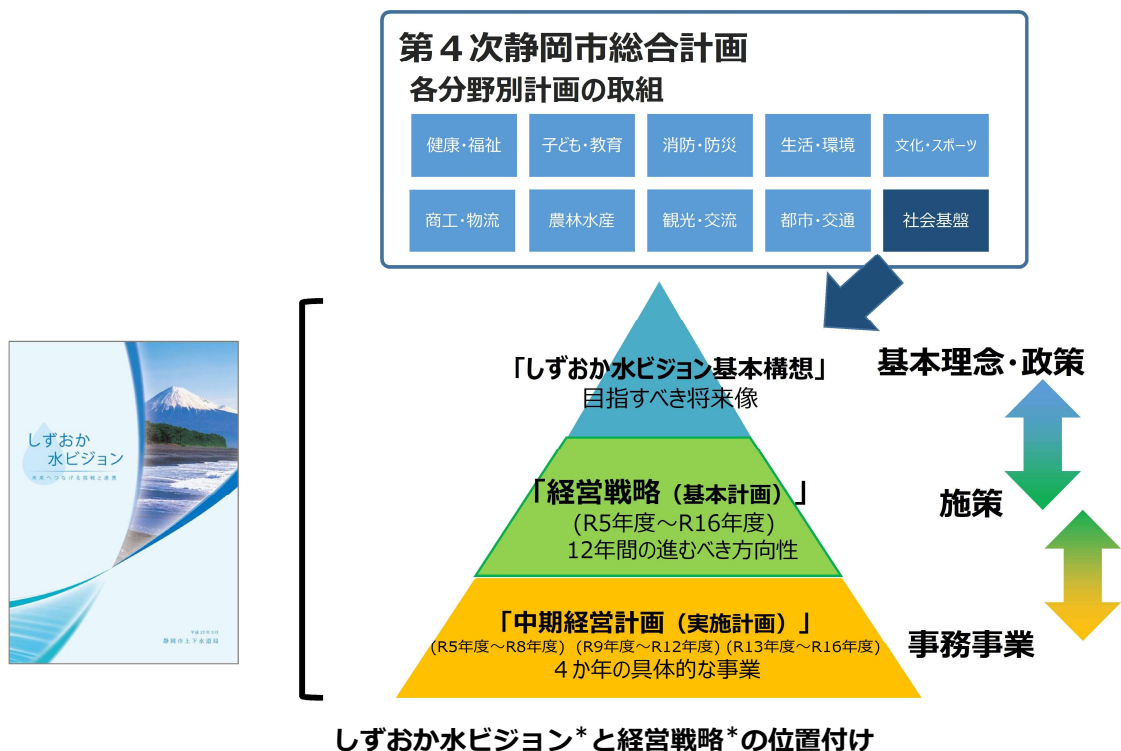 第４次静岡市総合計画
各分野別計画の取組
健康・福祉
子ども・教育
消防・防災
生活・環境
文化・スポーツ
商工・物流
農林水産
観光・交流
都市・交通
社会基盤
「しずおか水ビジョン基本構想」
目指すべき将来像
基本理念・政策
「経営戦略（基本計画）」
(R5年度～R16年度)
12年間の進むべき方向性
施策
「中期経営計画（実施計画）」
(R5年度～R8年度) (R9年度～R12年度) (R13年度～R16年度)
４か年の具体的な事業
事務事業
しずおか
水ビジョン
静岡市上下水道局
しずおか水ビジョン*と経営戦略*の位置付け